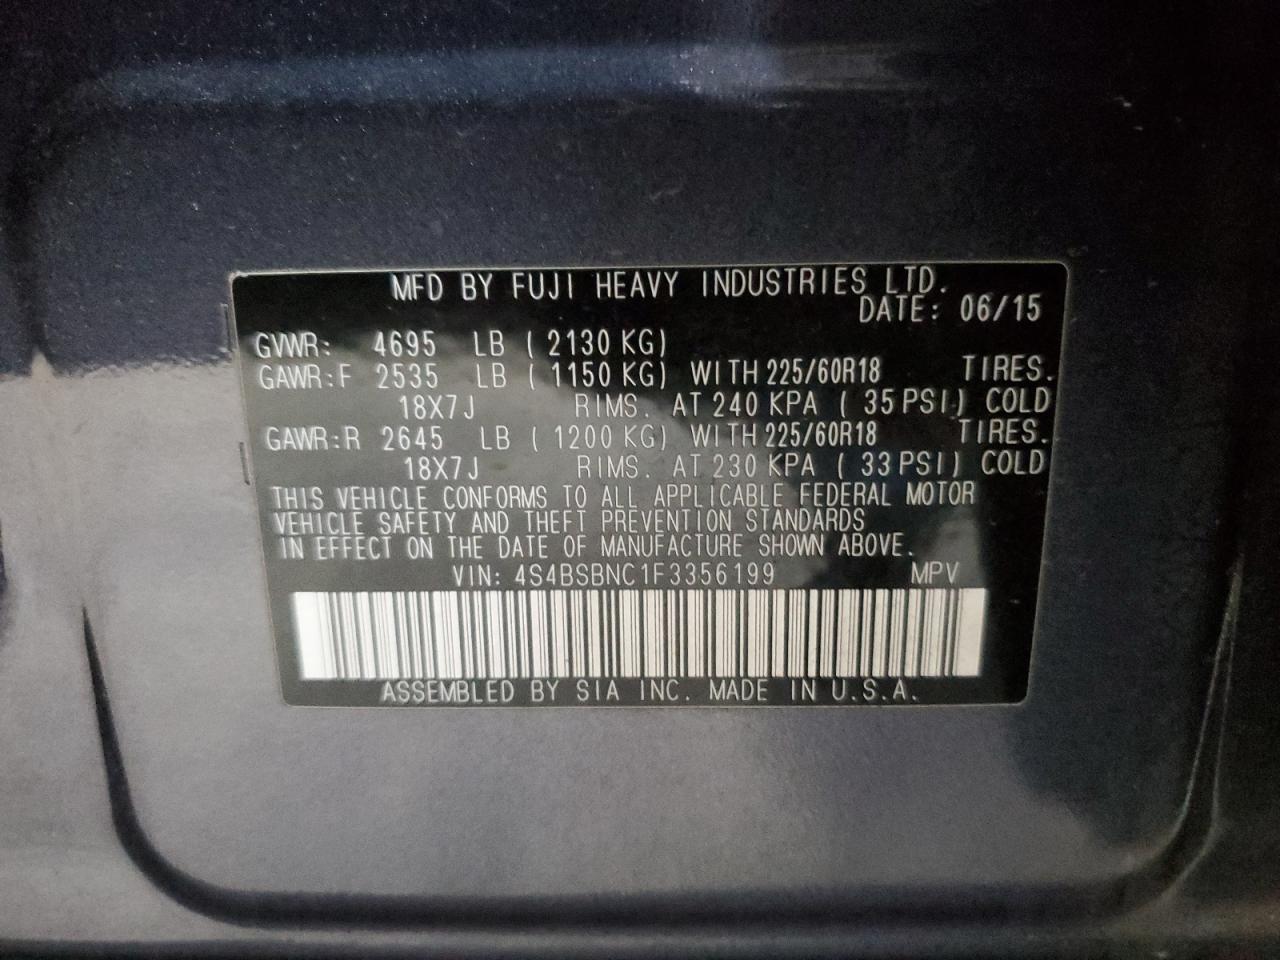 MFD BY FUJI HEAVY INDUSTRIES LTD.
DATE: 06/15
GVWR: 4695 LB ( 2130 KG)
GAWR:F 2535 LB ( 1150 KG) WITH 225/60R18 TIRES.
18X7J RIMS. AT 240 KPA ( 35 PSI) COLD
GAWR:R 2645 LB ( 1200 KG) WITH 225/60R18 TIRES.
18X7J RIMS. AT 230 KPA ( 33 PSI) COLD
THIS VEHICLE CONFORMS TO ALL APPLICABLE FEDERAL MOTOR
VEHICLE SAFETY AND THEFT PREVENTION STANDARDS
IN EFFECT ON THE DATE OF MANUFACTURE SHOWN ABOVE.
VIN: 4S4BSBNC1F3356199 MPV
ASSEMBLED BY SIA INC. MADE IN U.S.A.